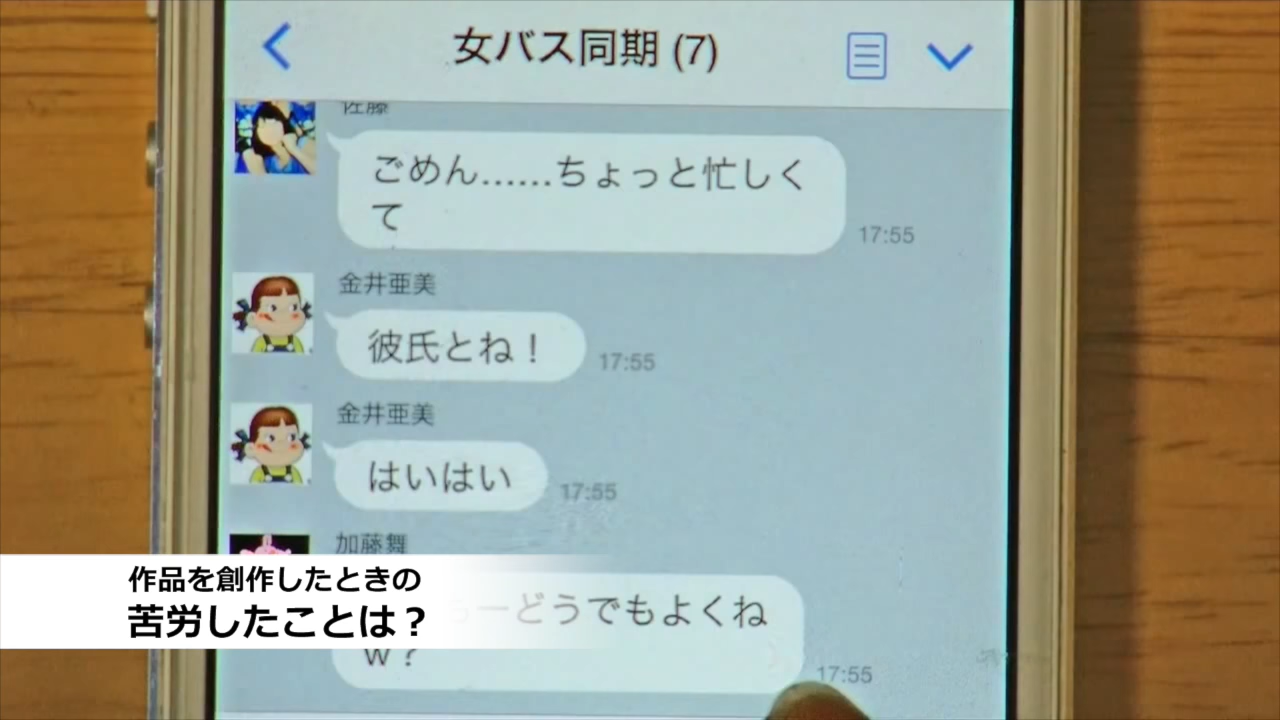 女バス同期 (7)
佐藤
ごめん……ちょっと忙しく
て
17:55
金井亜美
彼氏とね！
17:55
金井亜美
はいはい
17:55
加藤舞
ーどうでもよくね
w？
17:55
作品を創作したときの
苦労したことは？